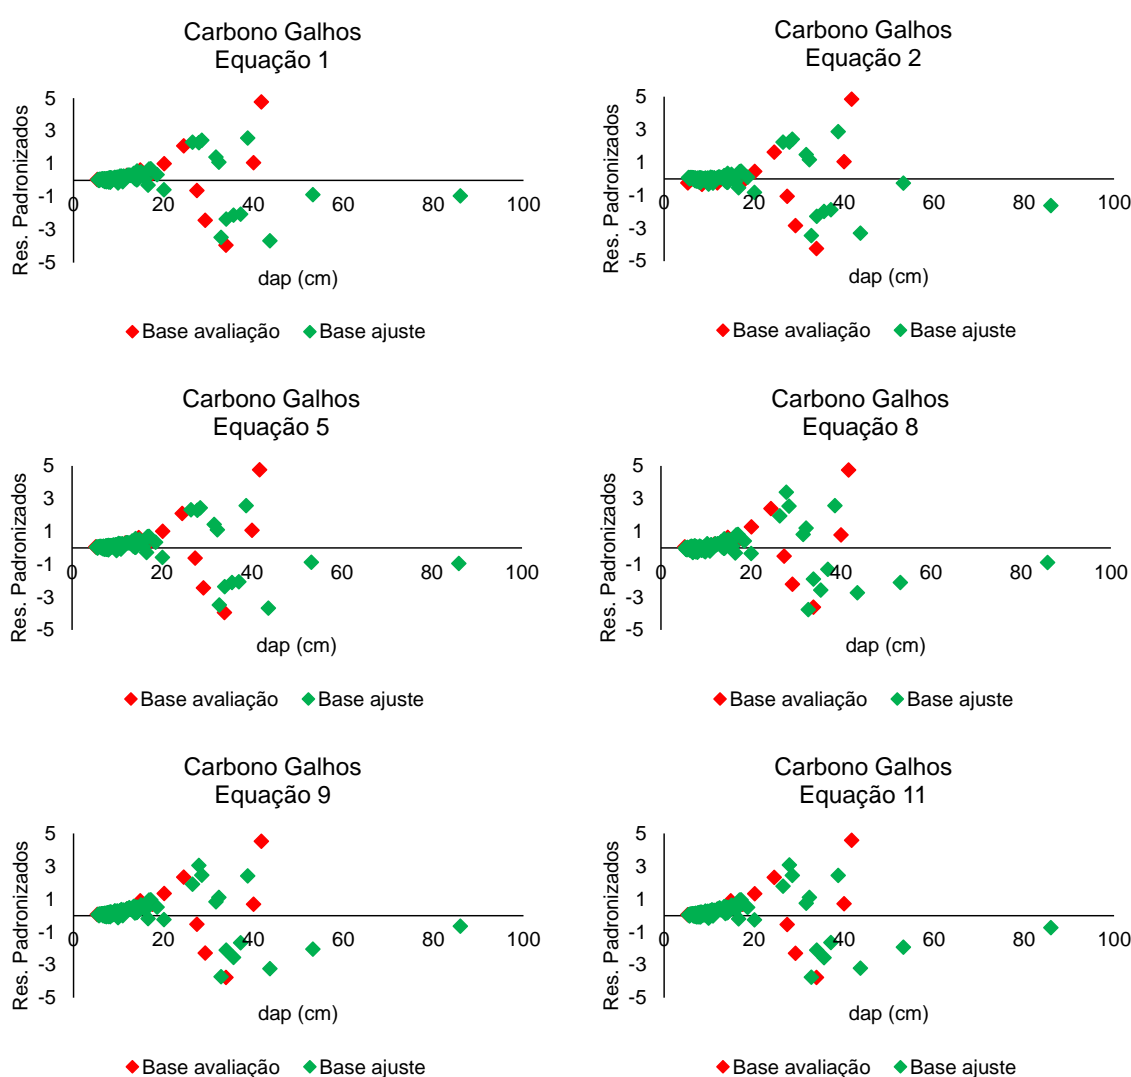 Carbono Galhos
Equação 1
5
3
1
-1
-3
-5
0
20
40
60
80
100
Res. Padronizados
dap (cm)
Base avaliação Base ajuste
Carbono Galhos
Equação 2
5
3
1
-1
-3
-5
0
20
40
60
80
100
Res. Padronizados
dap (cm)
Base avaliação Base ajuste
Carbono Galhos
Equação 5
5
3
1
-1
-3
-5
0
20
40
60
80
100
Res. Padronizados
dap (cm)
Base avaliação Base ajuste
Carbono Galhos
Equação 8
5
3
1
-1
-3
-5
0
20
40
60
80
100
Res. Padronizados
dap (cm)
Base avaliação Base ajuste
Carbono Galhos
Equação 9
5
3
1
-1
-3
-5
0
20
40
60
80
100
Res. Padronizados
dap (cm)
Base avaliação Base ajuste
Carbono Galhos
Equação 11
5
3
1
-1
-3
-5
0
20
40
60
80
100
Res. Padronizados
dap (cm)
Base avaliação Base ajuste